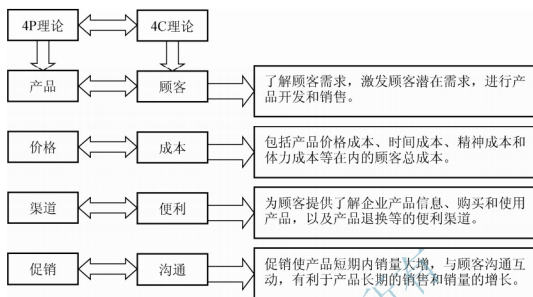 4P理论 4C理论
产品 顾客
了解顾客需求，激发顾客潜在需求，进行产
品开发和销售。
价格 成本
包括产品价格成本、时间成本、精神成本和
体力成本等在内的顾客总成本。
渠道 便利
为顾客提供了解企业产品信息、购买和使用
产品，以及产品退换等的便利渠道。
促销 沟通
促销使产品短期内销量大增，与顾客沟通互
动，有利于产品长期的销售和销量的增长。